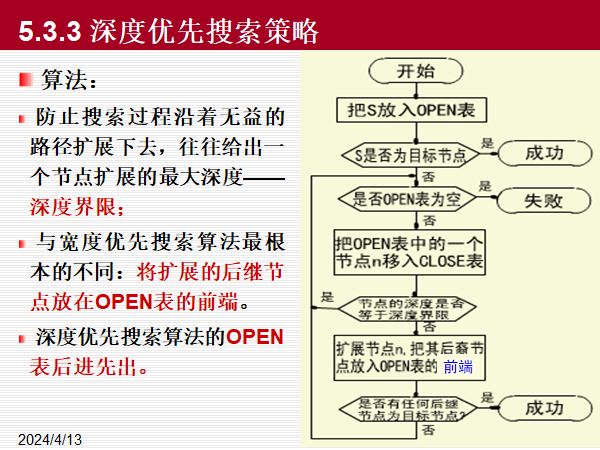 5.3.3 深度优先搜索策略
算法：
防止搜索过程沿着无益的
路径扩展下去，往往给出一
个节点扩展的最大深度——
深度界限；
与宽度优先搜索算法最根
本的不同：将扩展的后继节
点放在OPEN表的前端。
深度优先搜索算法的OPEN
表后进先出。
2024/4/13
开始
把S放入OPEN表
S是否为目标节点
是
成功
否
是否OPEN表为空
是
失败
否
把OPEN表中的一个
节点n移入CLOSE表
是
节点的深度是否
等于深度界限
否
扩展节点n,把其后裔节
点放入OPEN表的 前端
是否有任何后继
节点为目标节点?
是
成功
否